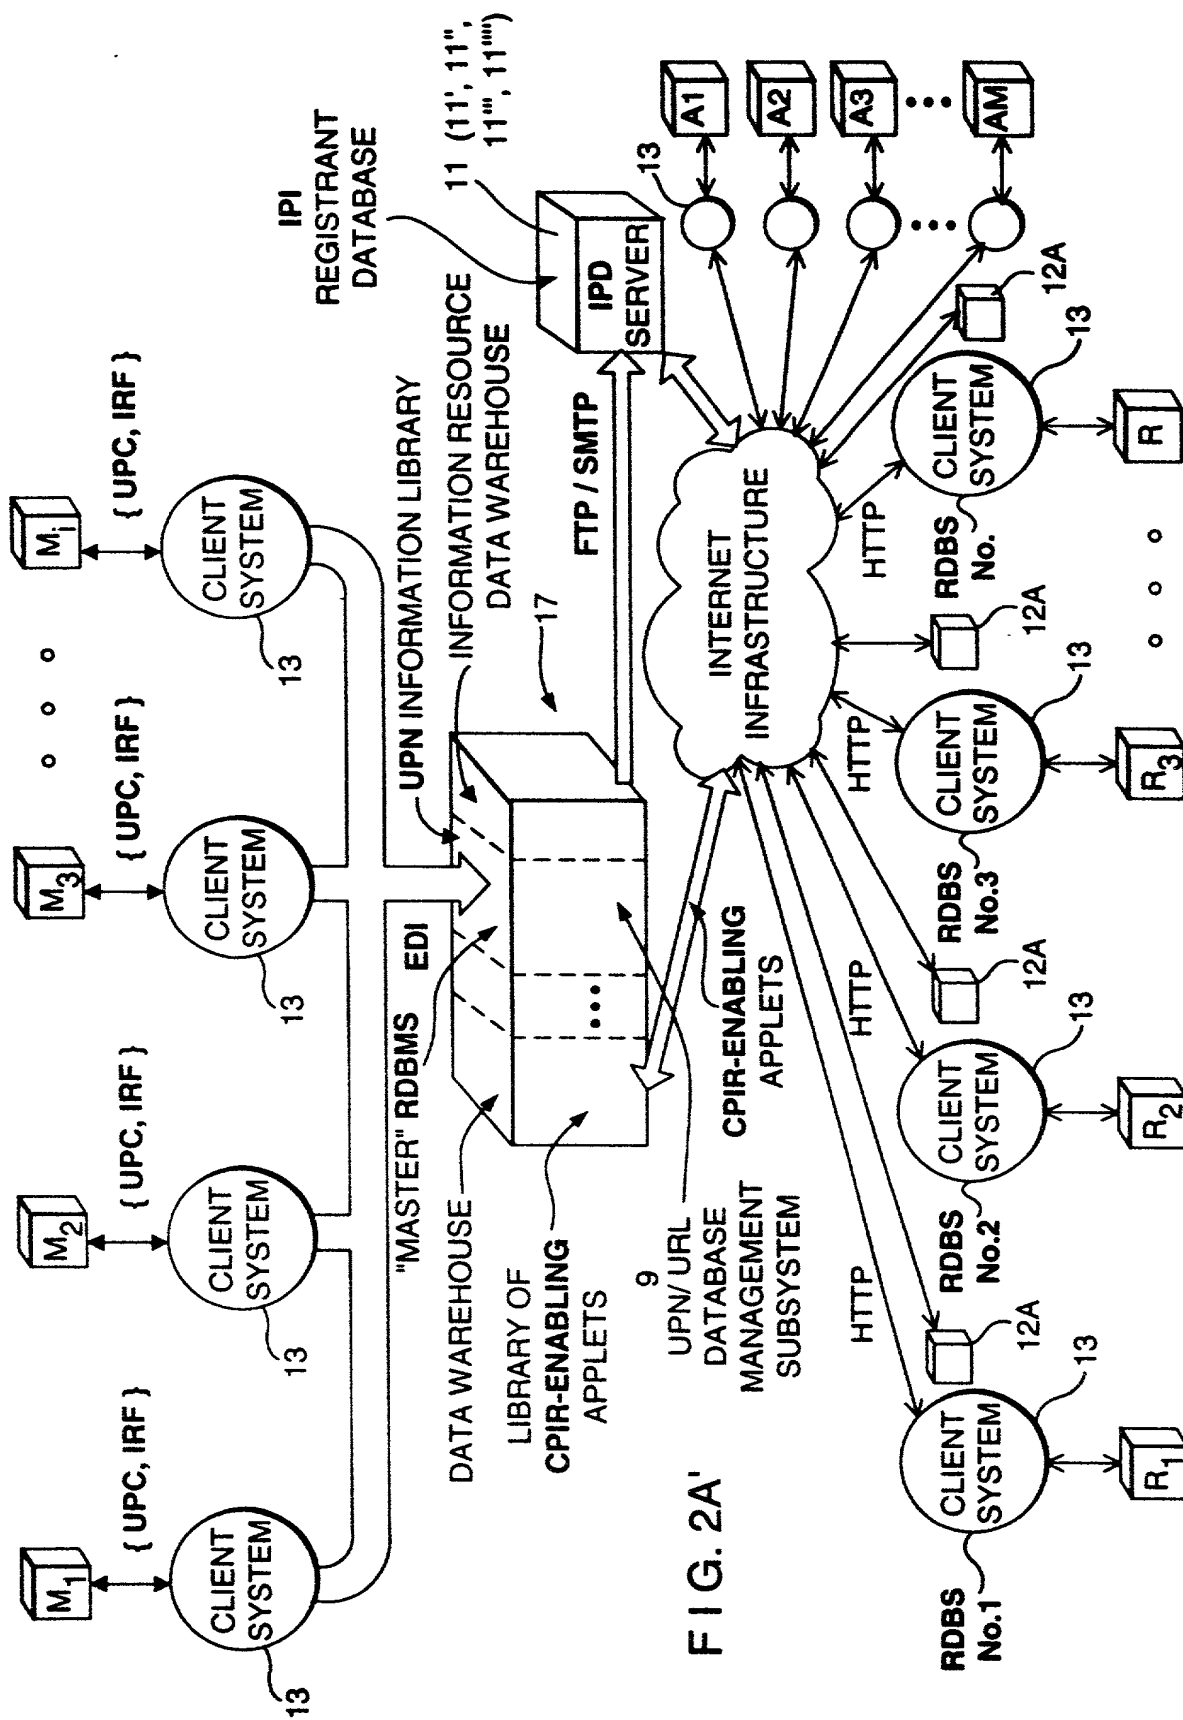 M1
{ UPC, IRF }
CLIENT
SYSTEM
13
M2
{ UPC, IRF }
CLIENT
SYSTEM
13
M3
{ UPC, IRF }
CLIENT
SYSTEM
13
Mi
{ UPC, IRF }
CLIENT
SYSTEM
13
"MASTER" RDBMS
EDI
UPN INFORMATION LIBRARY
INFORMATION RESOURCE
DATA WAREHOUSE
IPI
REGISTRANT
DATABASE
11 (11', 11",
11"', 11"")
DATA WAREHOUSE
LIBRARY OF
CPIR-ENABLING
APPLETS
17
FTP / SMTP
IPD
SERVER
9
UPN/ URL
DATABASE
MANAGEMENT
SUBSYSTEM
CPIR-ENABLING
APPLETS
INTERNET
INFRASTRUCTURE
13
A1
A2
A3
AM
FIG. 2A'
HTTP
HTTP
HTTP
HTTP
12A
12A
12A
12A
RDBS
No.1
CLIENT
SYSTEM
13
R1
RDBS
No.2
CLIENT
SYSTEM
13
R2
RDBS
No.3
CLIENT
SYSTEM
13
R3
RDBS
No.
CLIENT
SYSTEM
13
R